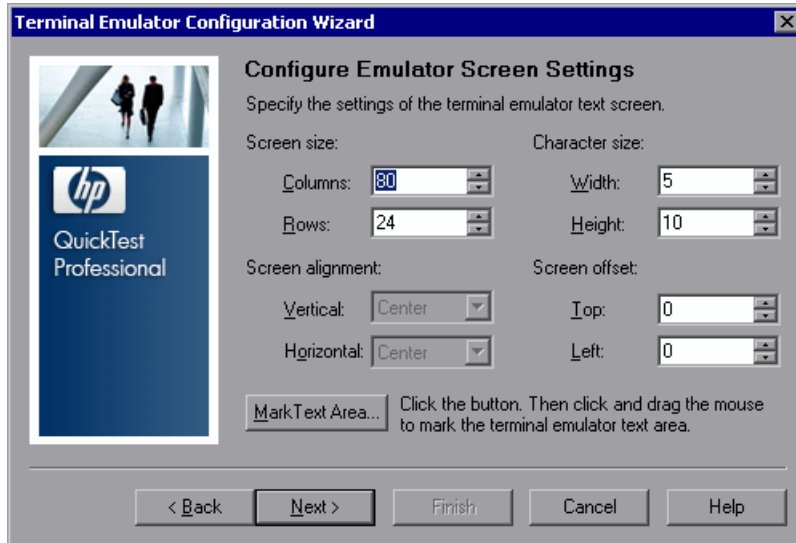 Terminal Emulator Configuration Wizard
hp
QuickTest
Professional
Configure Emulator Screen Settings
Specify the settings of the terminal emulator text screen.
Screen size:
Character size:
Columns: 80
Width: 5
Rows: 24
Height: 10
Screen alignment:
Screen offset:
Vertical: Center
Top: 0
Horizontal: Center
Left: 0
Mark Text Area...
Click the button. Then click and drag the mouse
to mark the terminal emulator text area.
< Back
Next >
Finish
Cancel
Help